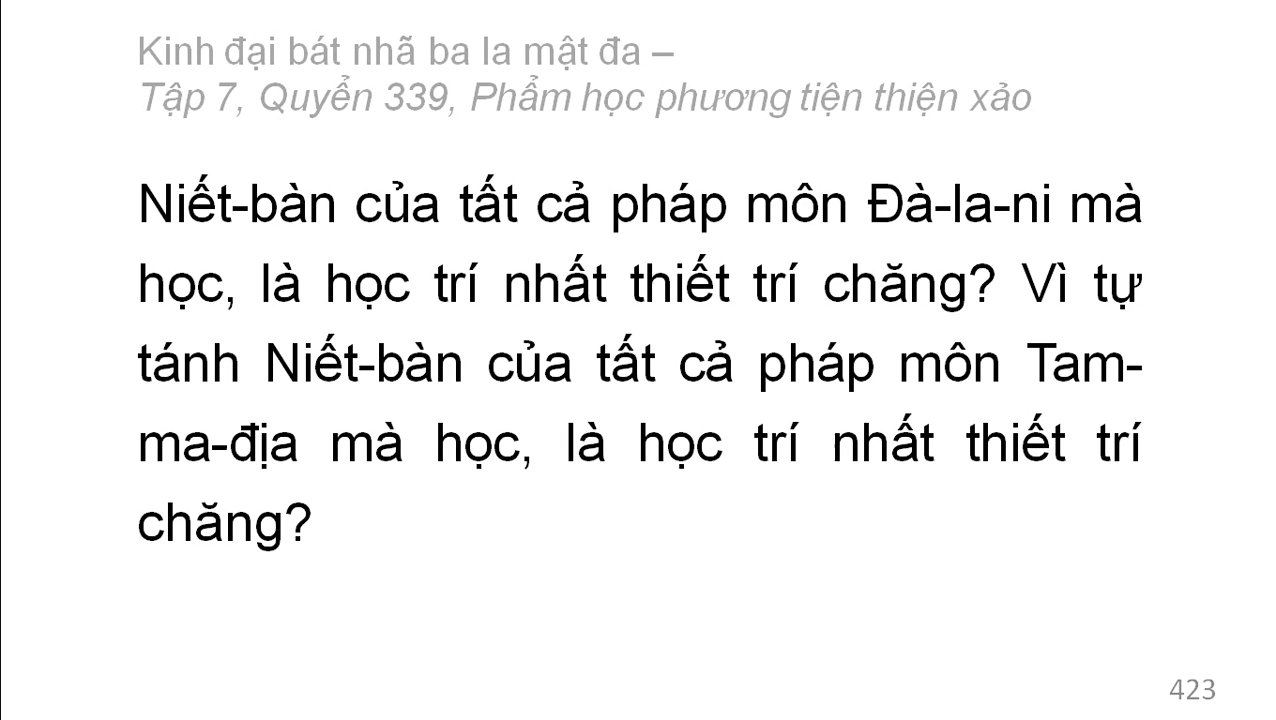 Kinh đại bát nhã ba la mật đa –
Tập 7, Quyển 339, Phẩm học phương tiện thiện xảo
Niết-bàn của tất cả pháp môn Đà-la-ni mà
học, là học trí nhất thiết trí chăng? Vì tự
tánh Niết-bàn của tất cả pháp môn Tam-
ma-địa mà học, là học trí nhất thiết trí
chăng?
423